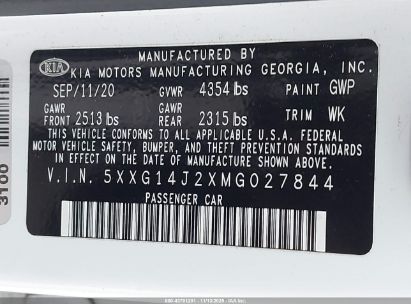 MANUFACTURED BY
KIA KIA MOTORS MANUFACTURING GEORGIA, INC.
SEP/11/20 GVWR 4354 lbs PAINT GWP
GAWR GAWR
FRONT 2513 lbs REAR 2315 lbs TRIM WK
THIS VEHICLE CONFORMS TO ALL APPLICABLE U.S.A. FEDERAL
MOTOR VEHICLE SAFETY, BUMPER, AND THEFT PREVENTION STANDARDS
IN EFFECT ON THE DATE OF MANUFACTURE SHOWN ABOVE
V.I.N. 5XXG14J2XMG027844
PASSENGER CAR
3100